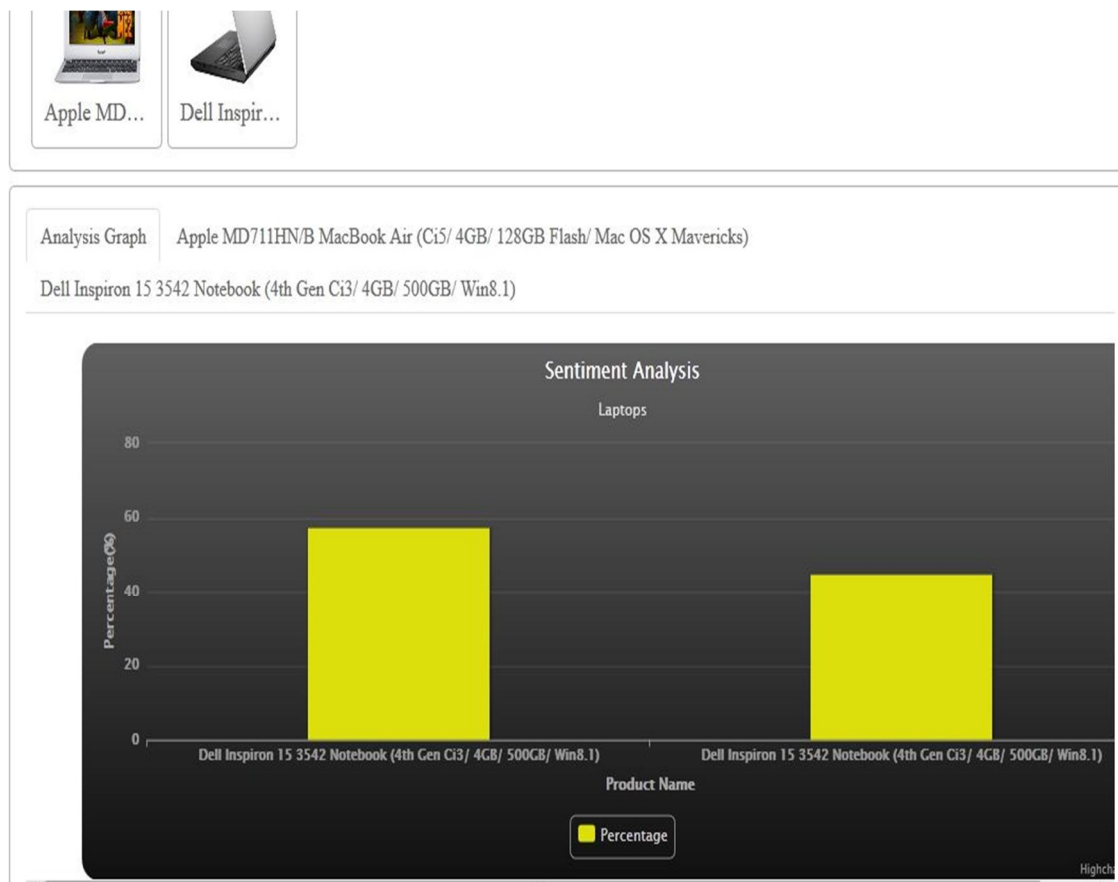 Apple MD...
Dell Inspir...
Analysis Graph
Apple MD711HN/B MacBook Air (Ci5/ 4GB/ 128GB Flash/ Mac OS X Mavericks)
Dell Inspiron 15 3542 Notebook (4th Gen Ci3/ 4GB/ 500GB/ Win8.1)
Sentiment Analysis
Laptops
80
60
40
20
0
Percentage(%)
Dell Inspiron 15 3542 Notebook (4th Gen Ci3/ 4GB/ 500GB/ Win8.1)
Dell Inspiron 15 3542 Notebook (4th Gen Ci3/ 4GB/ 500GB/ Win8.1)
Product Name
Percentage